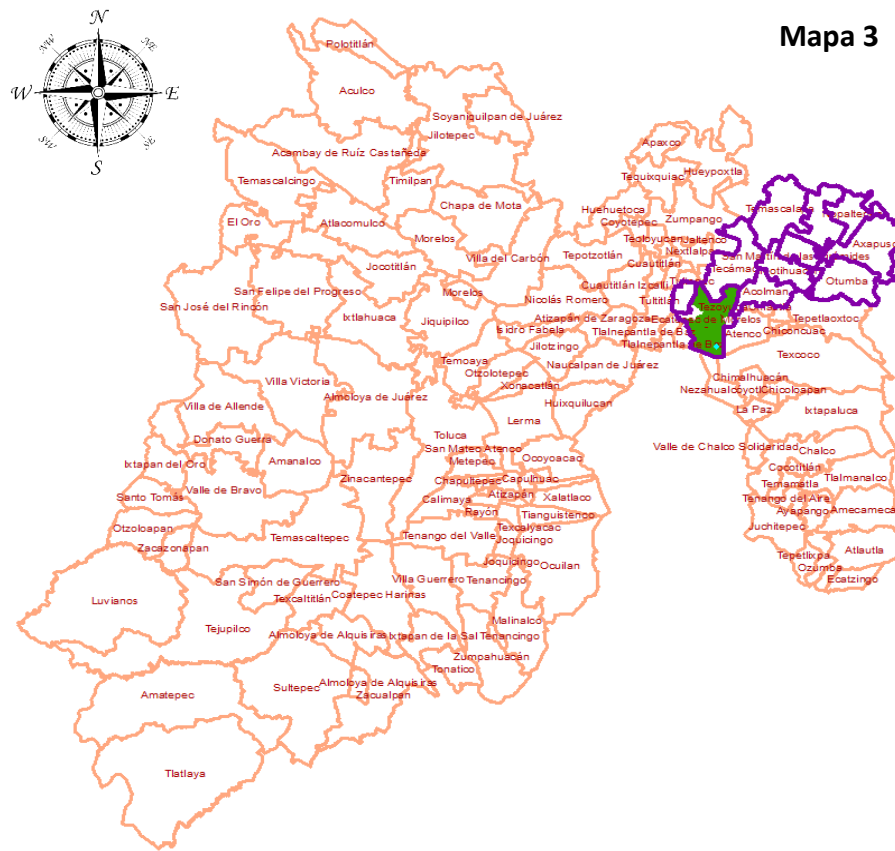 Mapa 3
N
NW
NE
W
E
SW
SE
S
Polotitlán
Aculco
Soyaniquilpan de Juárez
Jilotepec
Acambay de Ruíz Castañeda
Temascalcingo
Timilpan
Chapa de Mota
El Oro
Atlacomulco
Morelos
Villa del Carbón
Jocotitlán
San Felipe del Progreso
San José del Rincón
Morelos
Ixtlahuaca
Jiquipilco
Apaxco
Tequixquiac
Hueypoxtla
Huehuetoca
Coyotepec
Zumpango
Teoloyucan
Jaltenco
Nextlalpa
Tepotzotlán
Cuautitlán
Temascalapa
Axapusco
Tecámac
Otumba
Cuautitlán Izcalli
Tultitlán
Acolman
Nicolás Romero
Atizapán de Zaragoza
Ecatepec de Morelos
Tepetlaoxtoc
Isidro Fabela
Tlalnepantla de Baz
Atenco
Chiconcuac
Jilotzingo
Tlalnepantla de B
Texcoco
Temoaya
Otzolotepec
Naucalpan de Juárez
Xonacatlán
Villa Victoria
Almoloya de Juárez
Huixquilucan
Chimalhuacán
Nezahualcóyotl
Chicoloapan
Villa de Allende
La Paz
Ixtapaluca
Lerma
Donato Guerra
Toluca
San Mateo Atenco
Valle de Chalco Solidaridad
Chalco
Ixtapan del Oro
Amanalco
Metepec
Ocoyoacac
Cocotitlán
Zinacantepec
Chapultepec
Capulhuac
Temamatla
Tlalmanalco
Santo Tomás
Valle de Bravo
Calimaya
Atizapán
Xalatlaco
Tenango del Aire
Rayón
Tianguistenco
Ayapango
Amecameca
Otzoloapan
Texcalyacac
Juchitepec
Zacazonapan
Temascaltepec
Tenango del Valle
Joquicingo
Tepetlixpa
Atlautla
Joquicingo
Ocuilan
Ozumba
San Simón de Guerrero
Villa Guerrero
Tenancingo
Ecatzingo
Luvianos
Texcaltitlán
Coatepec Harinas
Tejupilco
Malinalco
Almoloya de Alquisiras
Ixtapan de la Sal
Tenancingo
Zumpahuacán
Tonatico
Amatepec
Sultepec
Almoloya de Alquisiras
Zacualpan
Tlatlaya